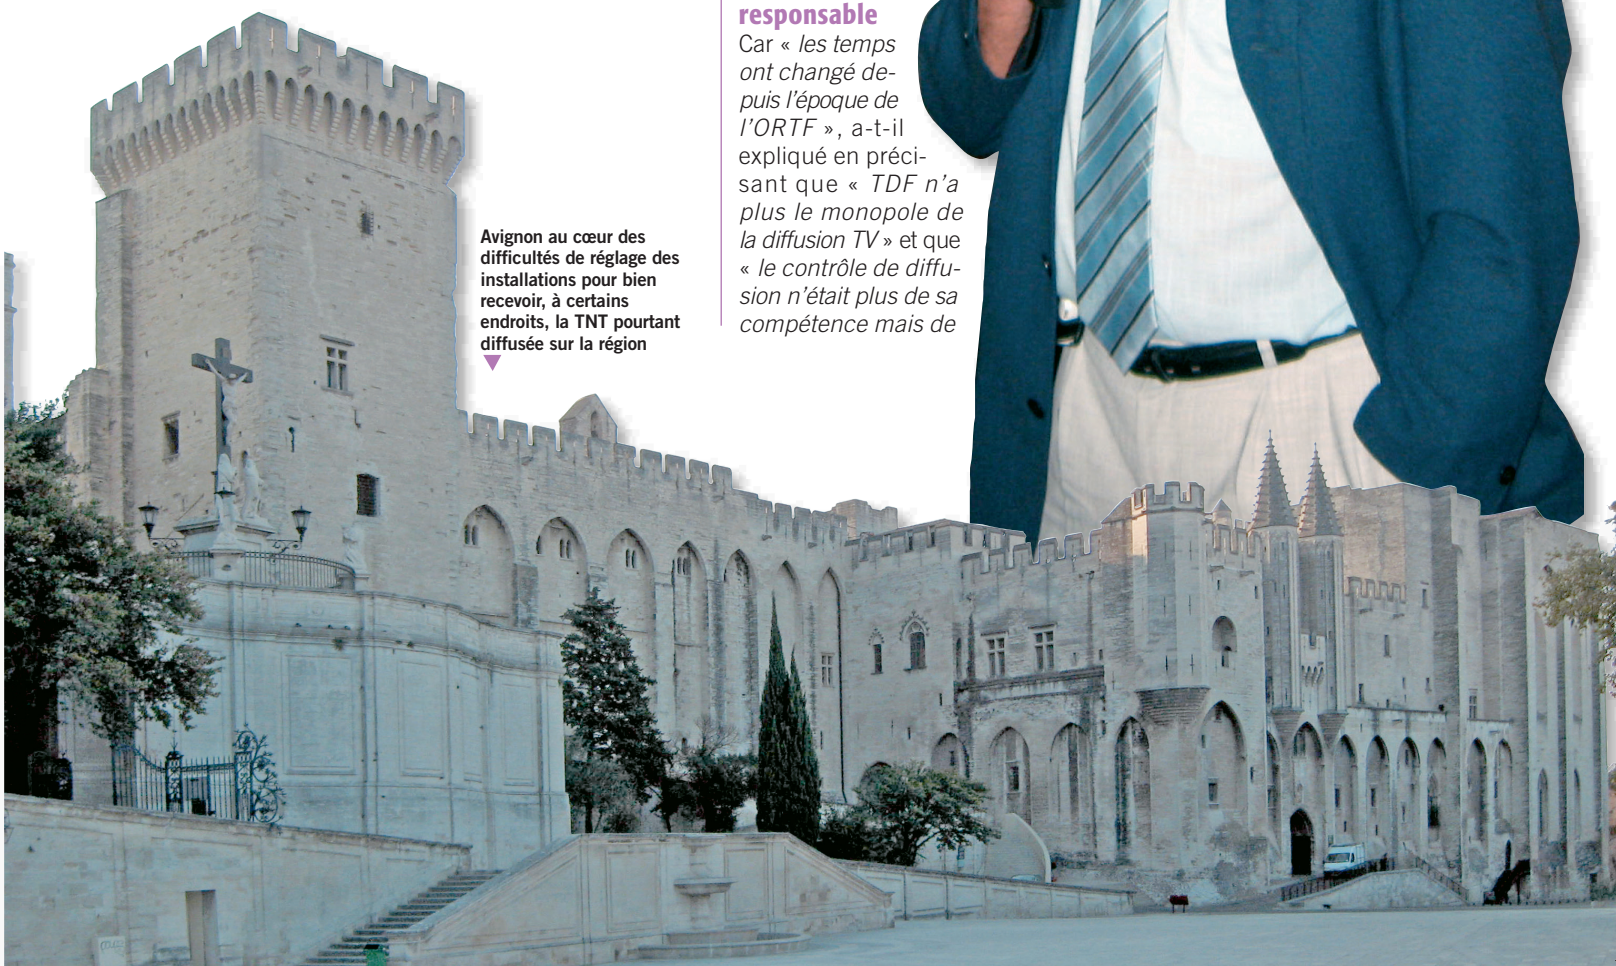 responsable
Car « les temps
ont changé de-
puis l'époque de
l'ORTF », a-t-il
expliqué en préci-
sant que « TDF n'a
plus le monopole de
la diffusion TV » et que
« le contrôle de diffu-
sion n'était plus de sa
compétence mais de
Avignon au cœur des
difficultés de réglage des
installations pour bien
recevoir, à certains
endroits, la TNT pourtant
diffusée sur la région